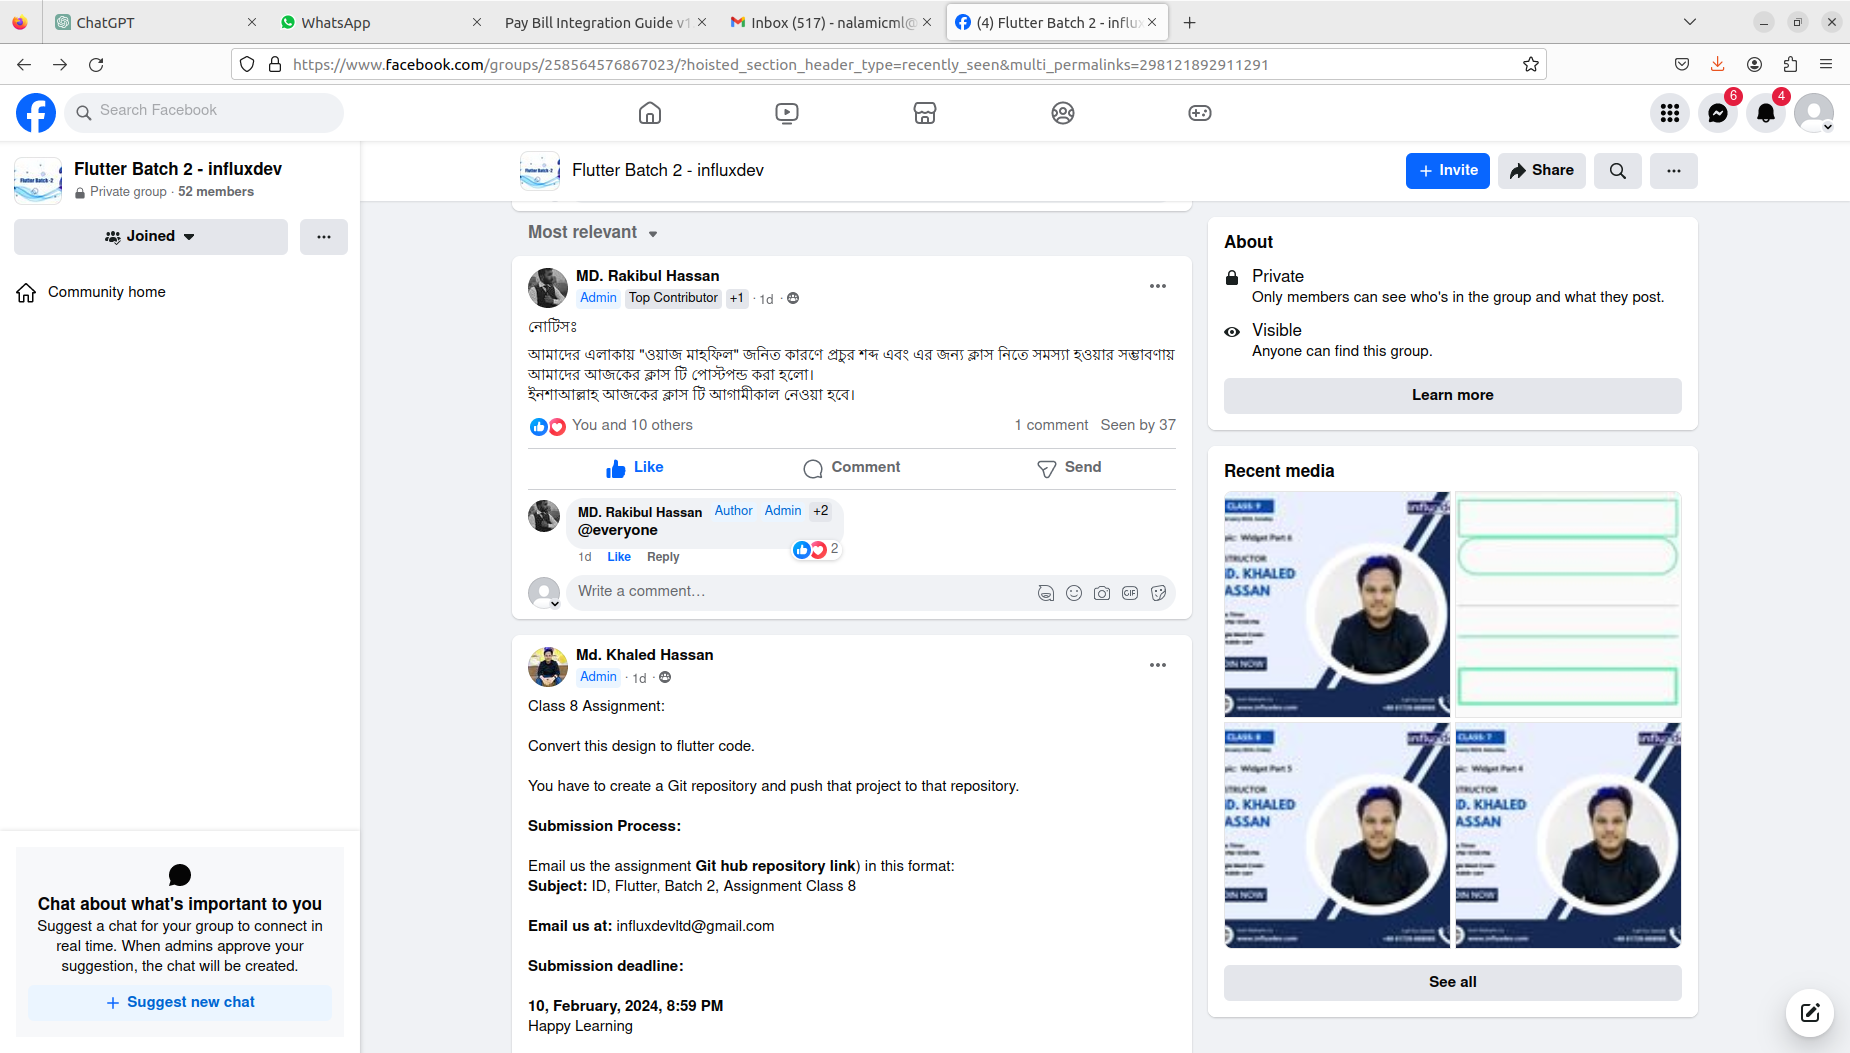 ChatGPT
WhatsApp
Pay Bill Integration Guide v1
Inbox (517) - nalamicml@
(4) Flutter Batch 2 - influx
https://www.facebook.com/groups/258564576867023/?hoisted_section_header_type=recently_seen&multi_permalinks=298121892911291
Search Facebook
6
4
Flutter Batch 2 - influxdev
Private group · 52 members
Joined
Community home
Flutter Batch 2 - influxdev
Invite
Share
Most relevant
MD. Rakibul Hassan
Admin Top Contributor +1 · 1d ·
নোটিসঃ
আমাদের এলাকায় "ওয়াজ মাহফিল" জনিত কারণে প্রচুর শব্দ এবং এর জন্য ক্লাস নিতে সমস্যা হওয়ার সম্ভাবণায়
আমাদের আজকের ক্লাস টি পোস্টপন্ড করা হলো।
ইনশাআল্লাহ আজকের ক্লাস টি আগামীকাল নেওয়া হবে।
You and 10 others
1 comment Seen by 37
Like
Comment
Send
MD. Rakibul Hassan Author Admin +2
@everyone
2
1d Like Reply
Write a comment…
GIF
Md. Khaled Hassan
Admin · 1d ·
Class 8 Assignment:
Convert this design to flutter code.
You have to create a Git repository and push that project to that repository.
Submission Process:
Email us the assignment Git hub repository link) in this format:
Subject: ID, Flutter, Batch 2, Assignment Class 8
Email us at: influxdevltd@gmail.com
Submission deadline:
10, February, 2024, 8:59 PM
Happy Learning
About
Private
Only members can see who's in the group and what they post.
Visible
Anyone can find this group.
Learn more
Recent media
CLASS: 9
Widget Part 6
D. KHALED
ASSAN
CLASS: 8
Widget Part 5
D. KHALED
ASSAN
CLASS: 7
Widget Part 4
D. KHALED
ASSAN
See all
Chat about what's important to you
Suggest a chat for your group to connect in
real time. When admins approve your
suggestion, the chat will be created.
Suggest new chat